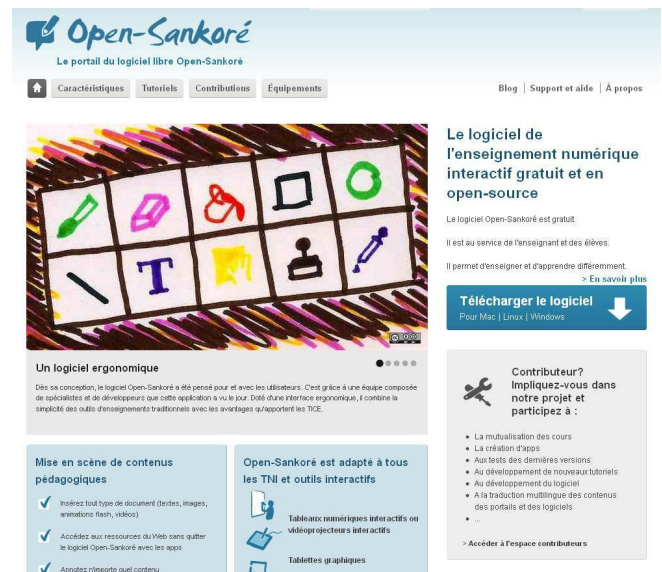 Open-Sankoré
Le portail du logiciel libre Open-Sankoré
Caractéristiques
Tutoriels
Contributions
Équipements
Blog | Support et aide | À propos
T
Un logiciel ergonomique
Dès sa conception, le logiciel Open-Sankoré a été pensé pour et avec les utilisateurs. C'est grâce à une équipe composée
de spécialistes et de développeurs que cette application a vu le jour. Doté d'une interface ergonomique, il combine la
simplicité des outils d'enseignements traditionnels avec les avantages qu'apportent les TICE.
Le logiciel de
l'enseignement numérique
interactif gratuit et en
open-source
Le logiciel Open-Sankoré est gratuit.
Il est au service de l'enseignant et des élèves.
Il permet d'enseigner et d'apprendre différemment.
> En savoir plus
Télécharger le logiciel
Pour Mac | Linux | Windows
Contributeur?
Impliquez-vous dans
notre projet et
participez à :
La mutualisation des cours
La création d'apps
Aux tests des dernières versions
Au développement de nouveaux tutoriels
Au développement du logiciel
A la traduction multilingue des contenus
des portails et des logiciels
...
> Accéder à l'espace contributeurs
Mise en scène de contenus
pédagogiques
Insérez tout type de document (textes, images,
animations flash, vidéos)
Accédez aux ressources du Web sans quitter
le logiciel Open-Sankoré avec les apps
Annotez n'importe quel contenu
Open-Sankoré est adapté à tous
les TNI et outils interactifs
Tableaux numériques interactifs ou
vidéoprojecteurs interactifs
Tablettes graphiques